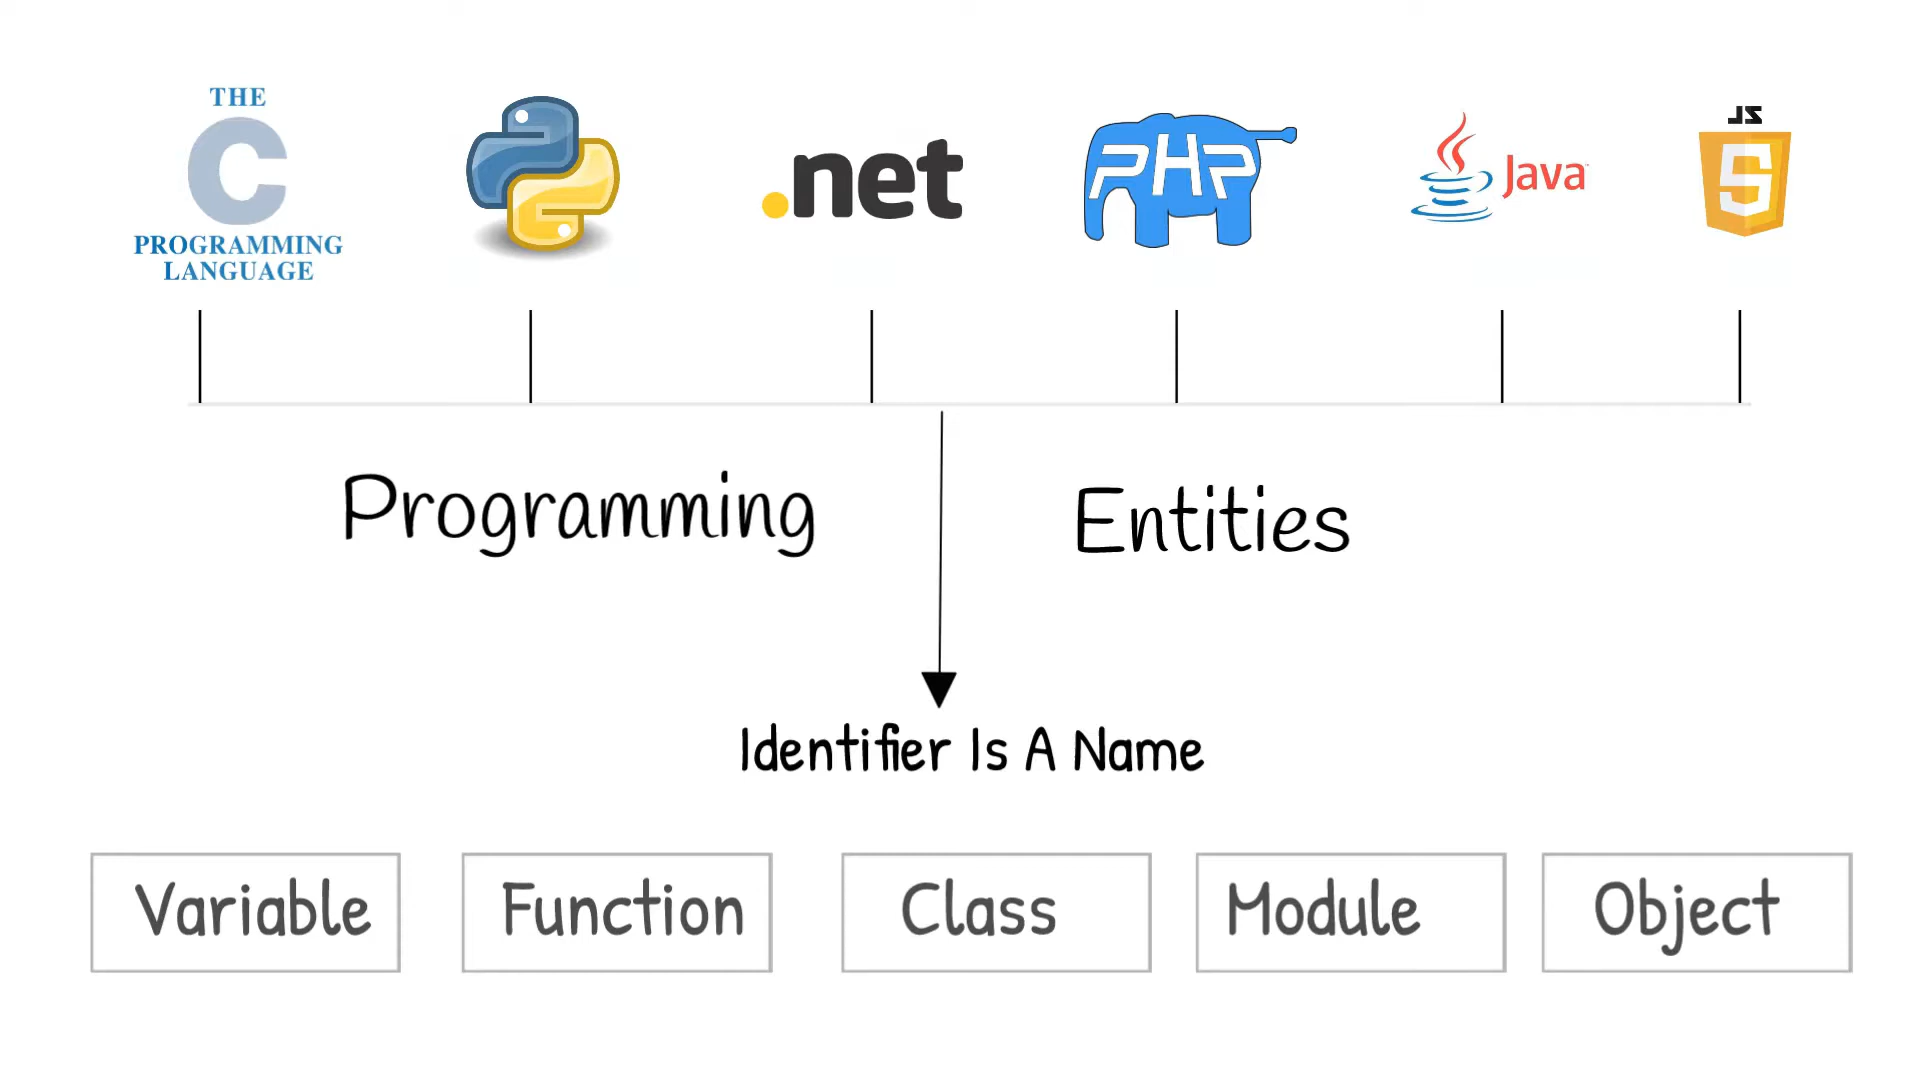 THE
C
PROGRAMMING
LANGUAGE
.net
PHP
Java
JS
5
Programming Entities
Identifier Is A Name
Variable Function Class Module Object